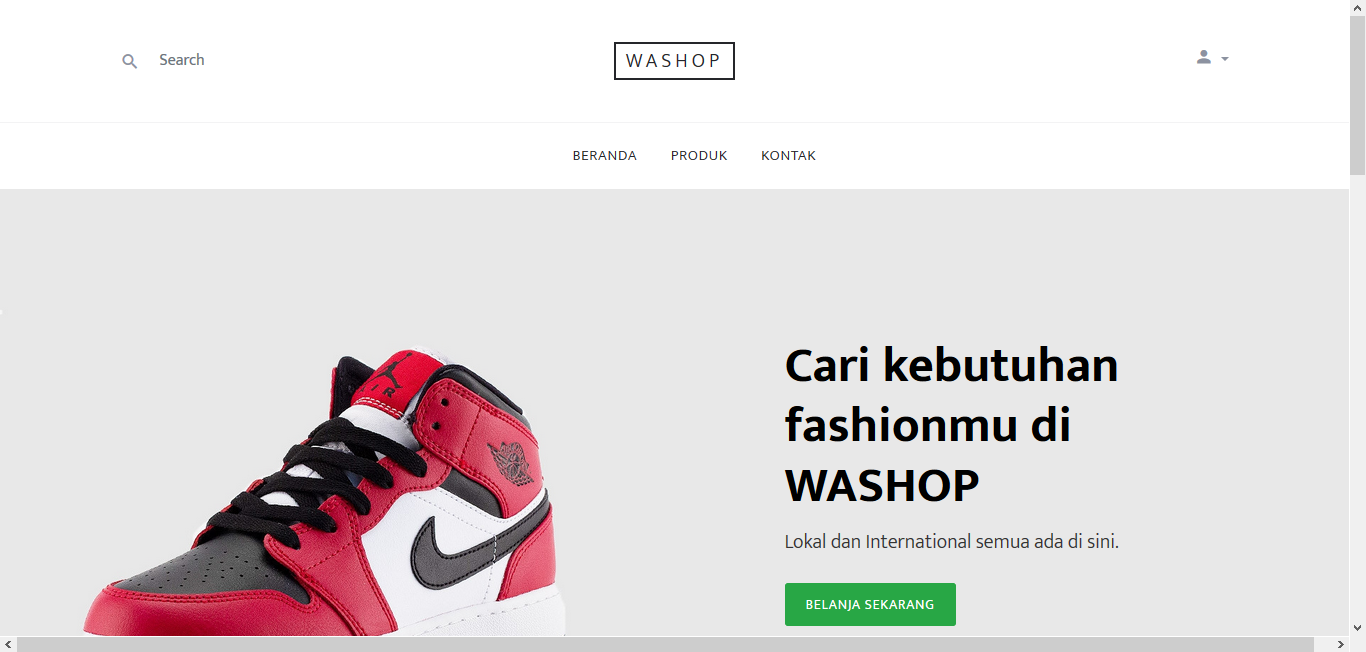 Search
WASHOP
BERANDA PRODUK KONTAK
AIR
Cari kebutuhan
fashionmu di
WASHOP
Lokal dan International semua ada di sini.
BELANJA SEKARANG